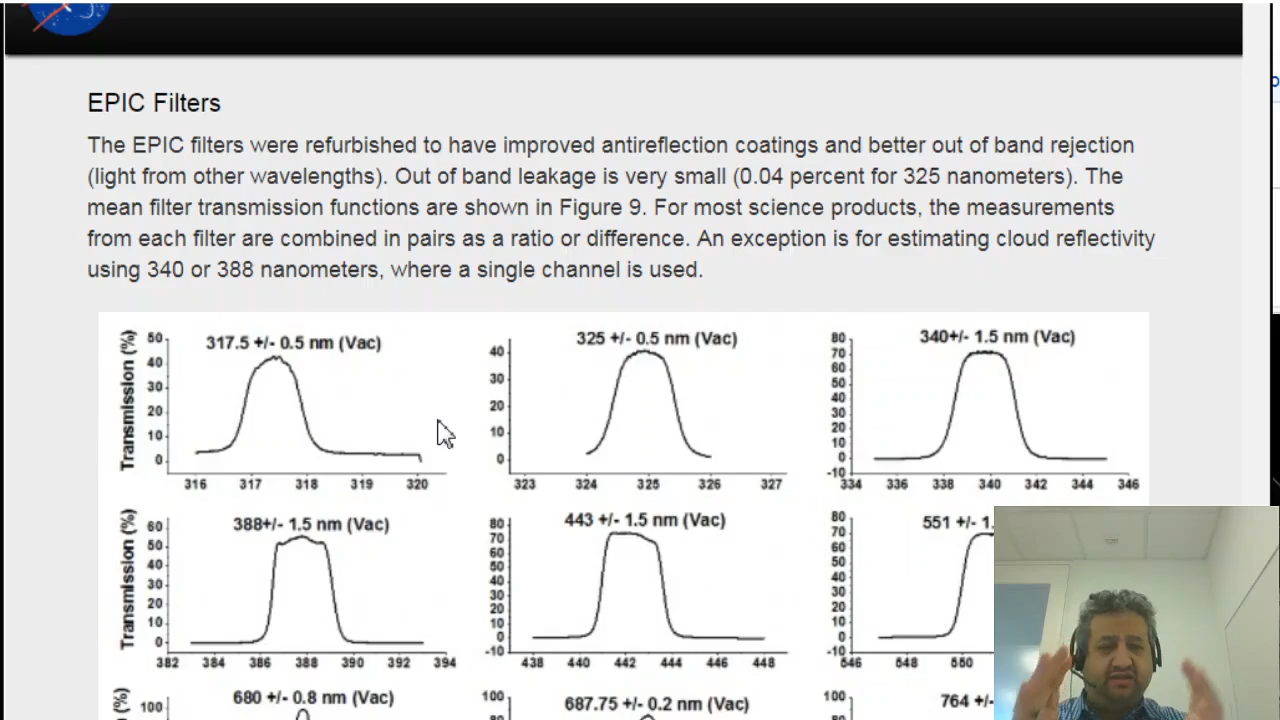 EPIC Filters
The EPIC filters were refurbished to have improved antireflection coatings and better out of band rejection
(light from other wavelengths). Out of band leakage is very small (0.04 percent for 325 nanometers). The
mean filter transmission functions are shown in Figure 9. For most science products, the measurements
from each filter are combined in pairs as a ratio or difference. An exception is for estimating cloud reflectivity
using 340 or 388 nanometers, where a single channel is used.
317.5 +/- 0.5 nm (Vac)
Transmission (%)
50
40
30
20
10
0
316 317 318 319 320
325 +/- 0.5 nm (Vac)
40
30
20
10
0
323 324 325 326 327
340+/- 1.5 nm (Vac)
80
70
60
50
40
30
20
10
0
-10
334 336 338 340 342 344 346
388+/- 1.5 nm (Vac)
Transmission (%)
60
50
40
30
20
10
0
382 384 386 388 390 392 394
443 +/- 1.5 nm (Vac)
80
70
60
50
40
30
20
10
0
-10
438 440 442 444 446 448
551 +/- 1.
80
70
60
50
40
30
20
10
0
-10
546 548 550
680 +/- 0.8 nm (Vac)
(%)
100
687.75 +/- 0.2 nm (Vac)
100
764 +/-
100